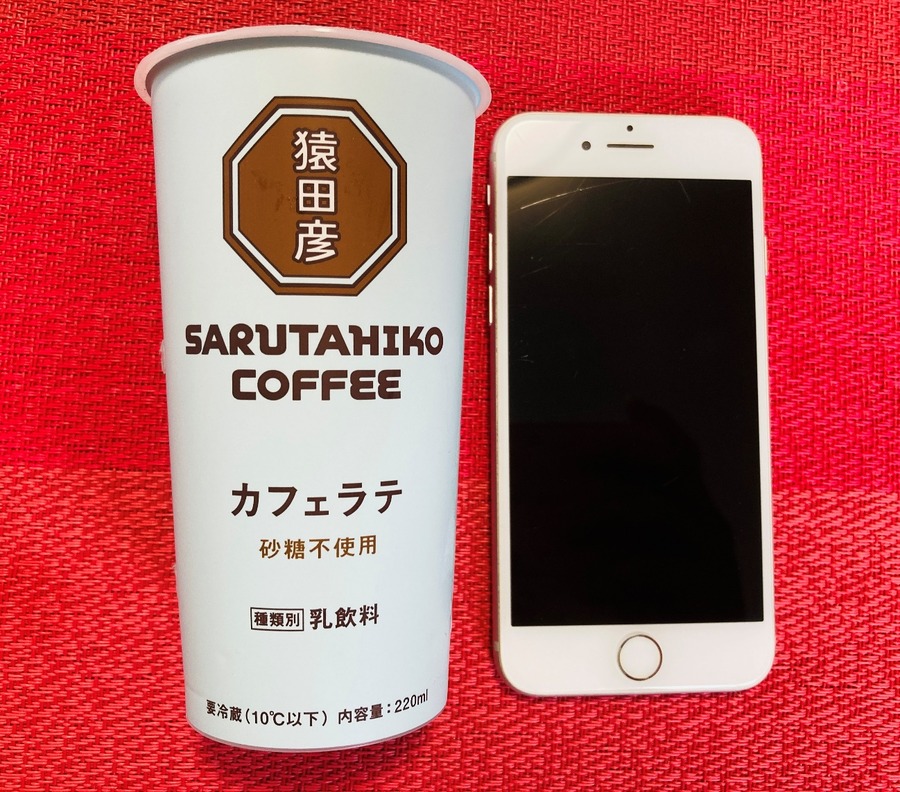 猿田彦
SARUTAHIKO
COFFEE
カフェラテ
砂糖不使用
種類別 乳飲料
要冷蔵(10℃以下) 内容量:220ml